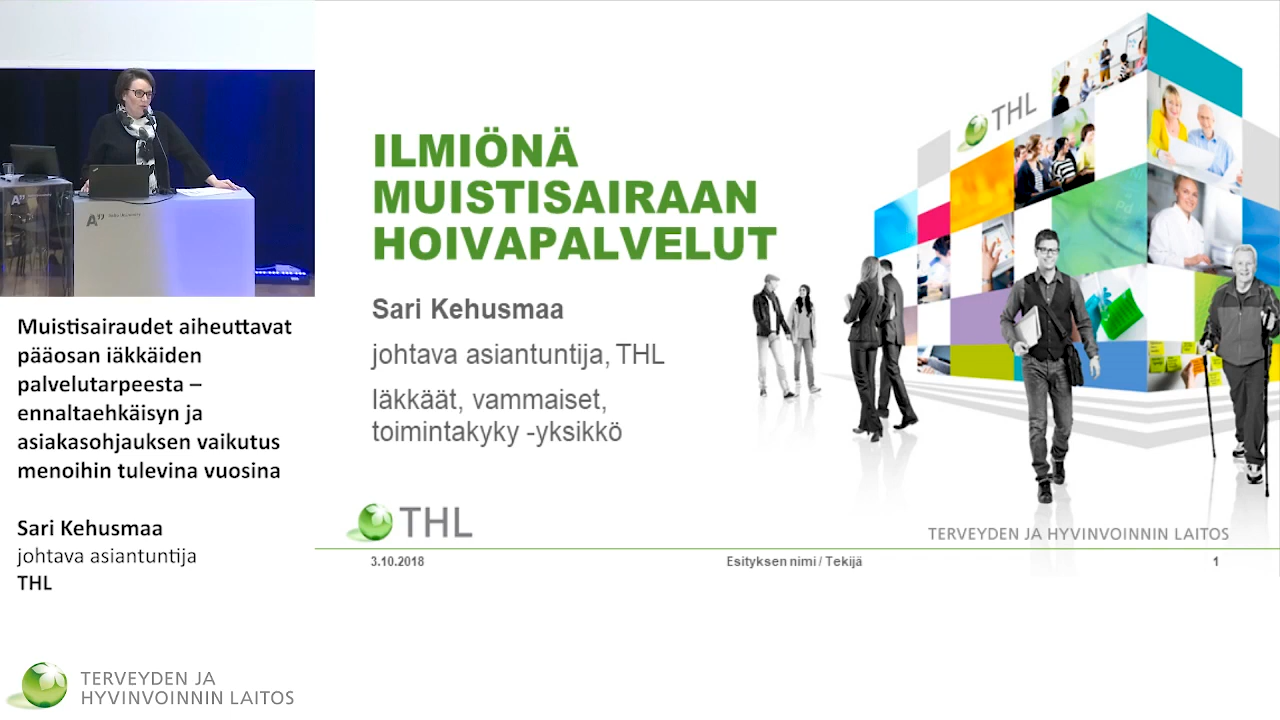 Muistisairaudet aiheuttavat
pääosan iäkkäiden
palvelutarpeesta –
ennaltaehkäisyn ja
asiakasohjauksen vaikutus
menoihin tulevina vuosina
Sari Kehusmaa
johtava asiantuntija
THL
TERVEYDEN JA
HYVINVOINNIN LAITOS
ILMIÖNÄ
MUISTISAIRAAN
HOIVAPALVELUT
Sari Kehusmaa
johtava asiantuntija, THL
Iäkkäät, vammaiset,
toimintakyky -yksikkö
THL
THL
TERVEYDEN JA HYVINVOINNIN LAITOS
3.10.2018
Esityksen nimi / Tekijä
1